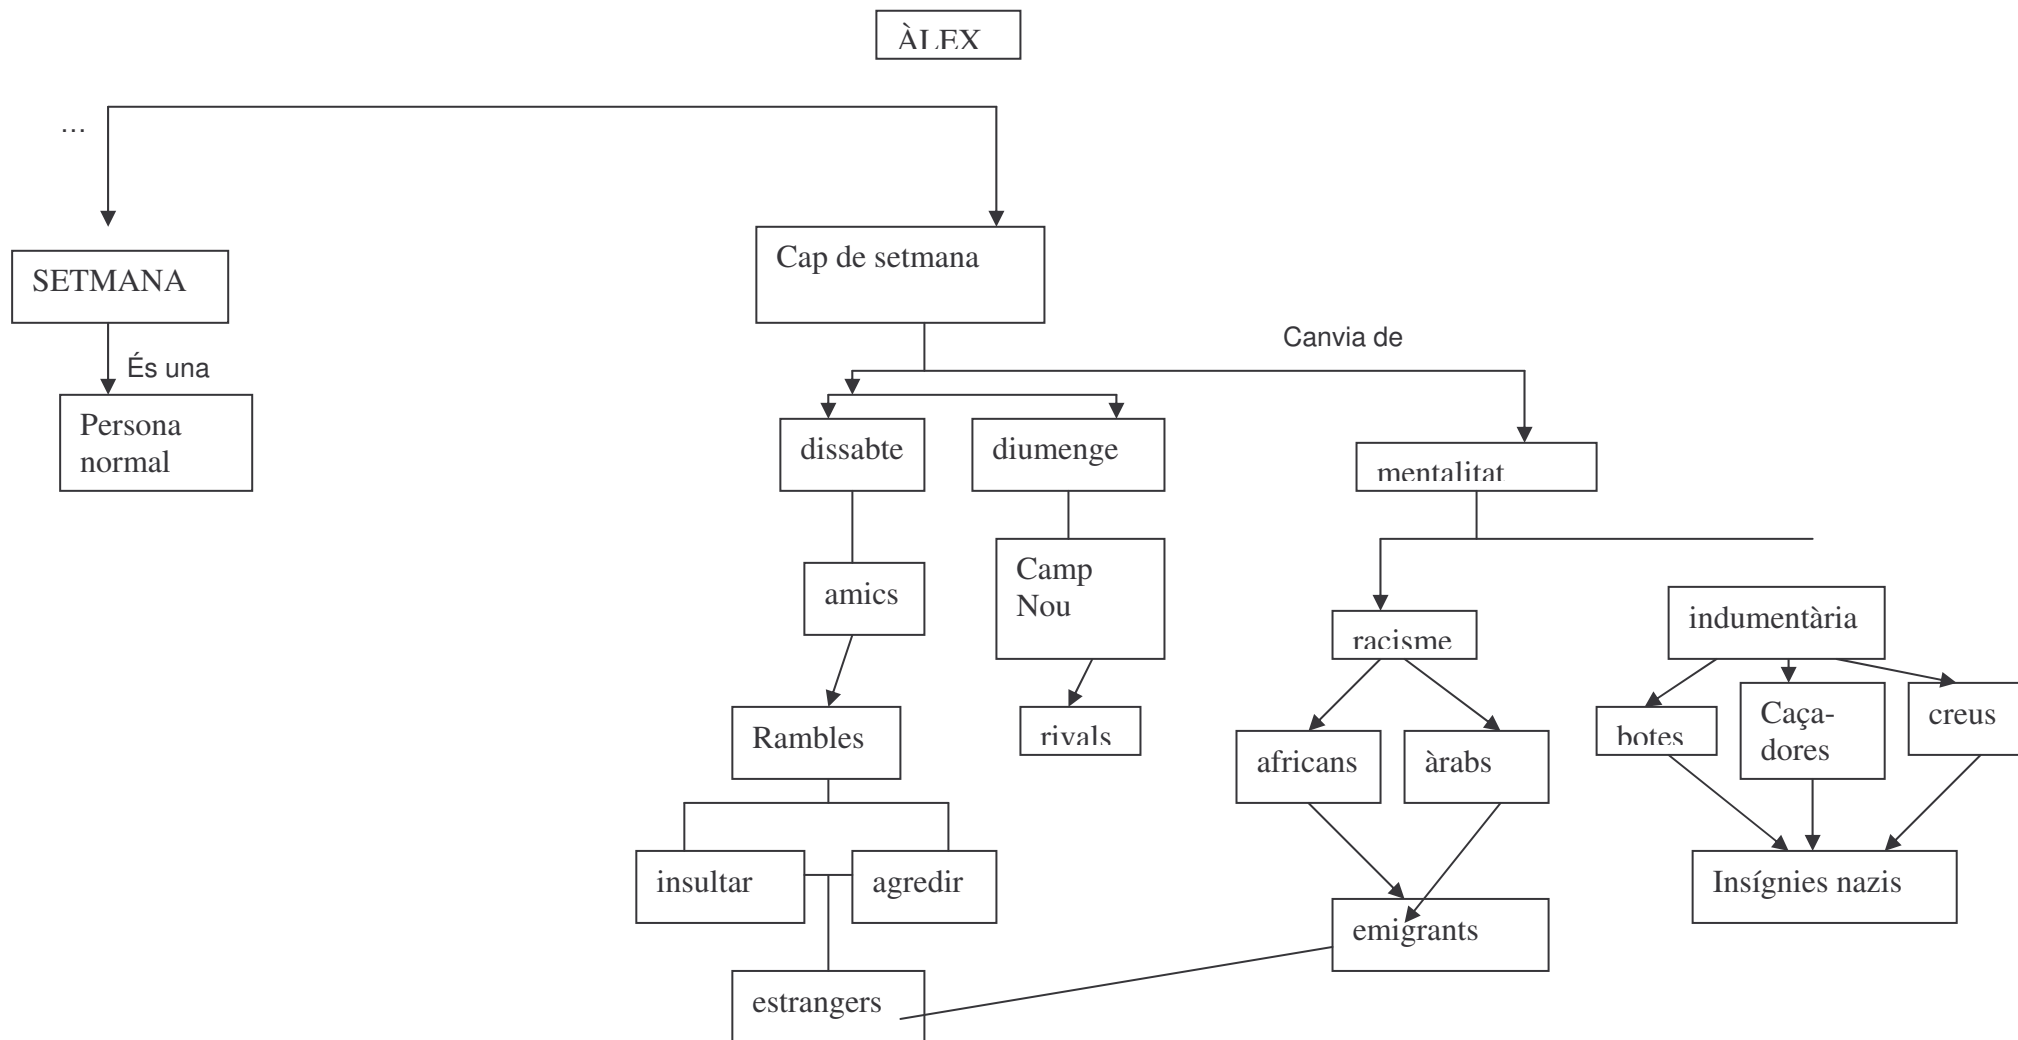 ÀLEX
...
SETMANA
Cap de setmana
És una
Canvia de
Persona
normal
dissabte
diumenge
mentalitat
amics
Camp
Nou
racisme
indumentària
Rambles
rivals
africans
àrabs
botes
Caça-
dores
creus
insultar
agredir
emigrants
Insígnies nazis
estrangers